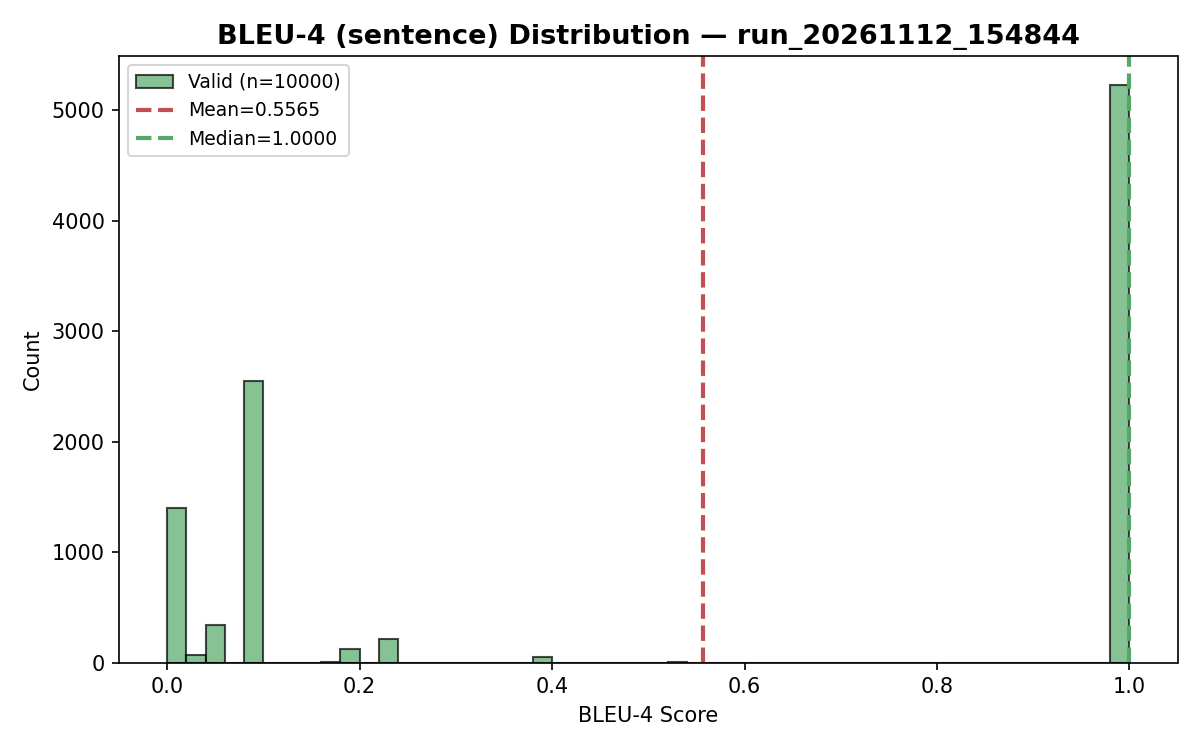 BLEU-4 (sentence) Distribution — run_20261112_154844
Valid (n=10000)
Mean=0.5565
Median=1.0000
Count
5000
4000
3000
2000
1000
0
0.0 0.2 0.4 0.6 0.8 1.0
BLEU-4 Score